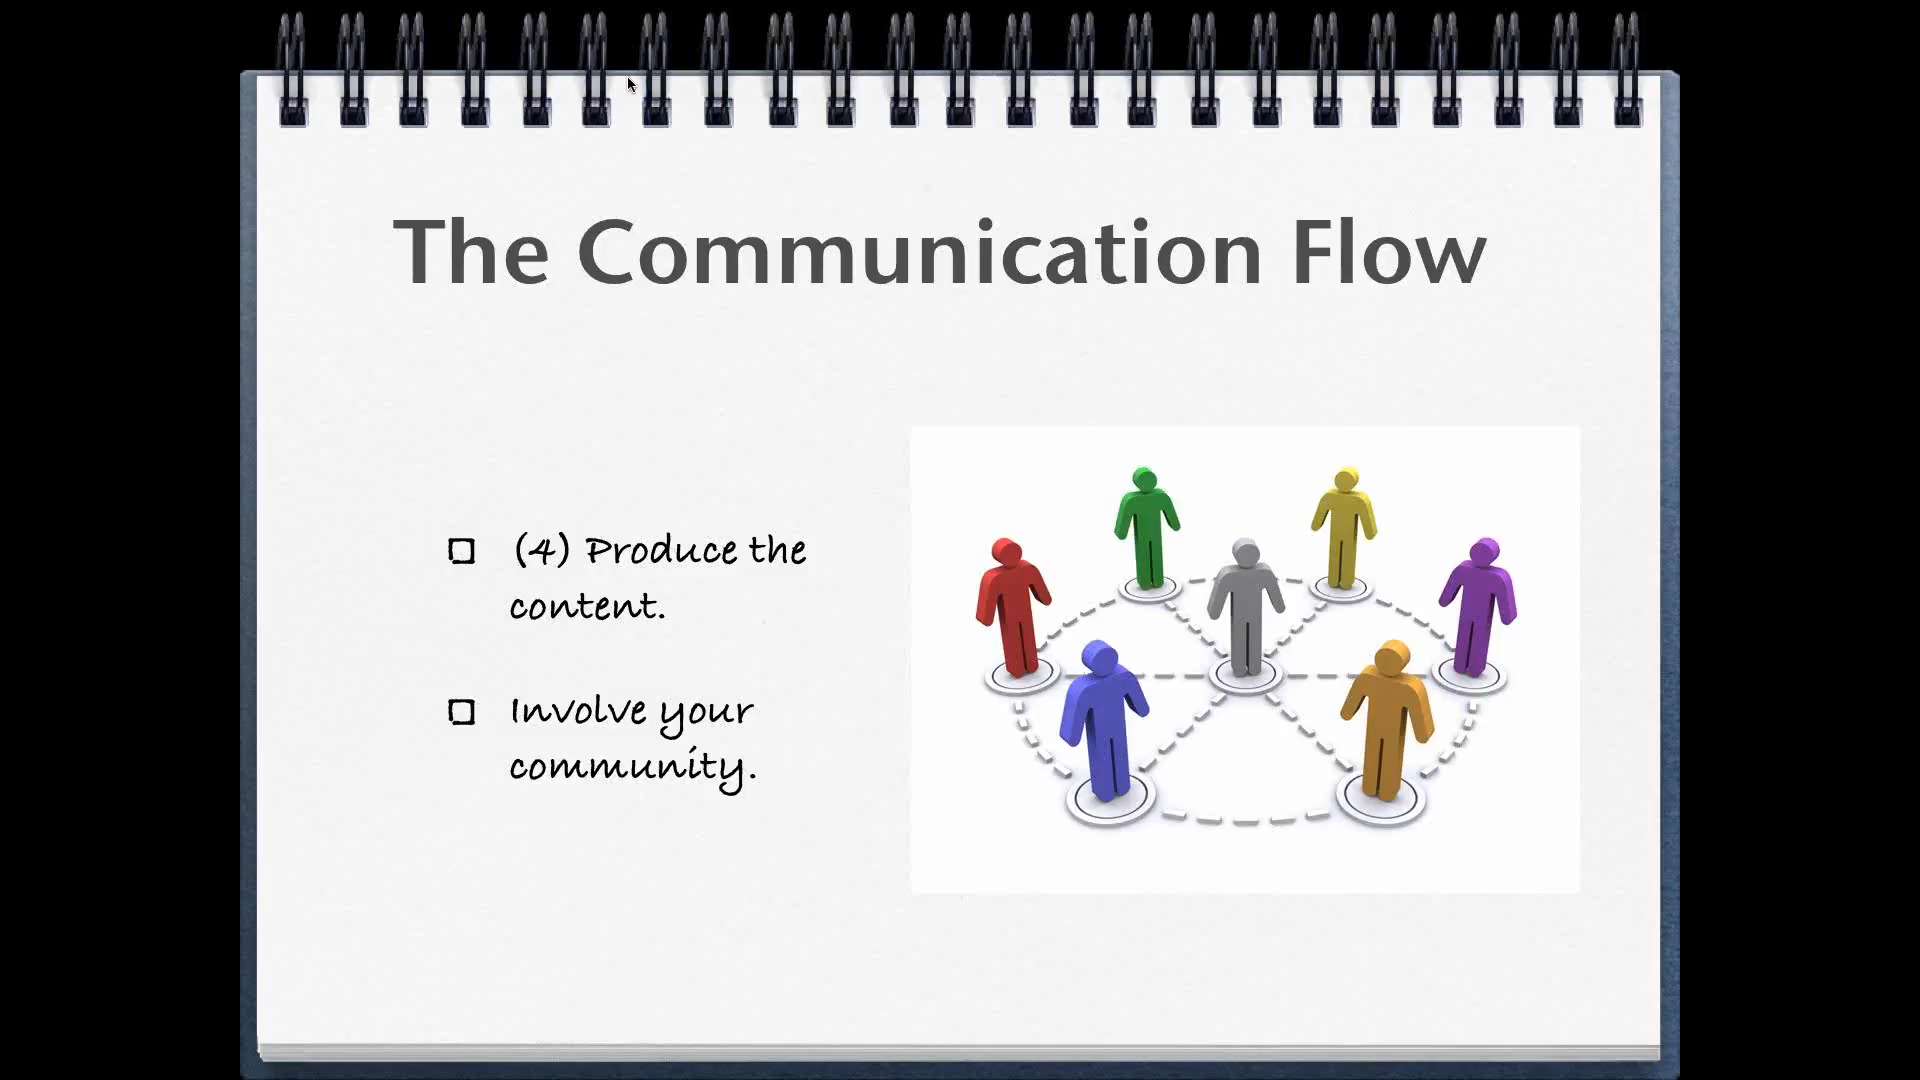 The Communication Flow
(4) Produce the
content.
Involve your
community.